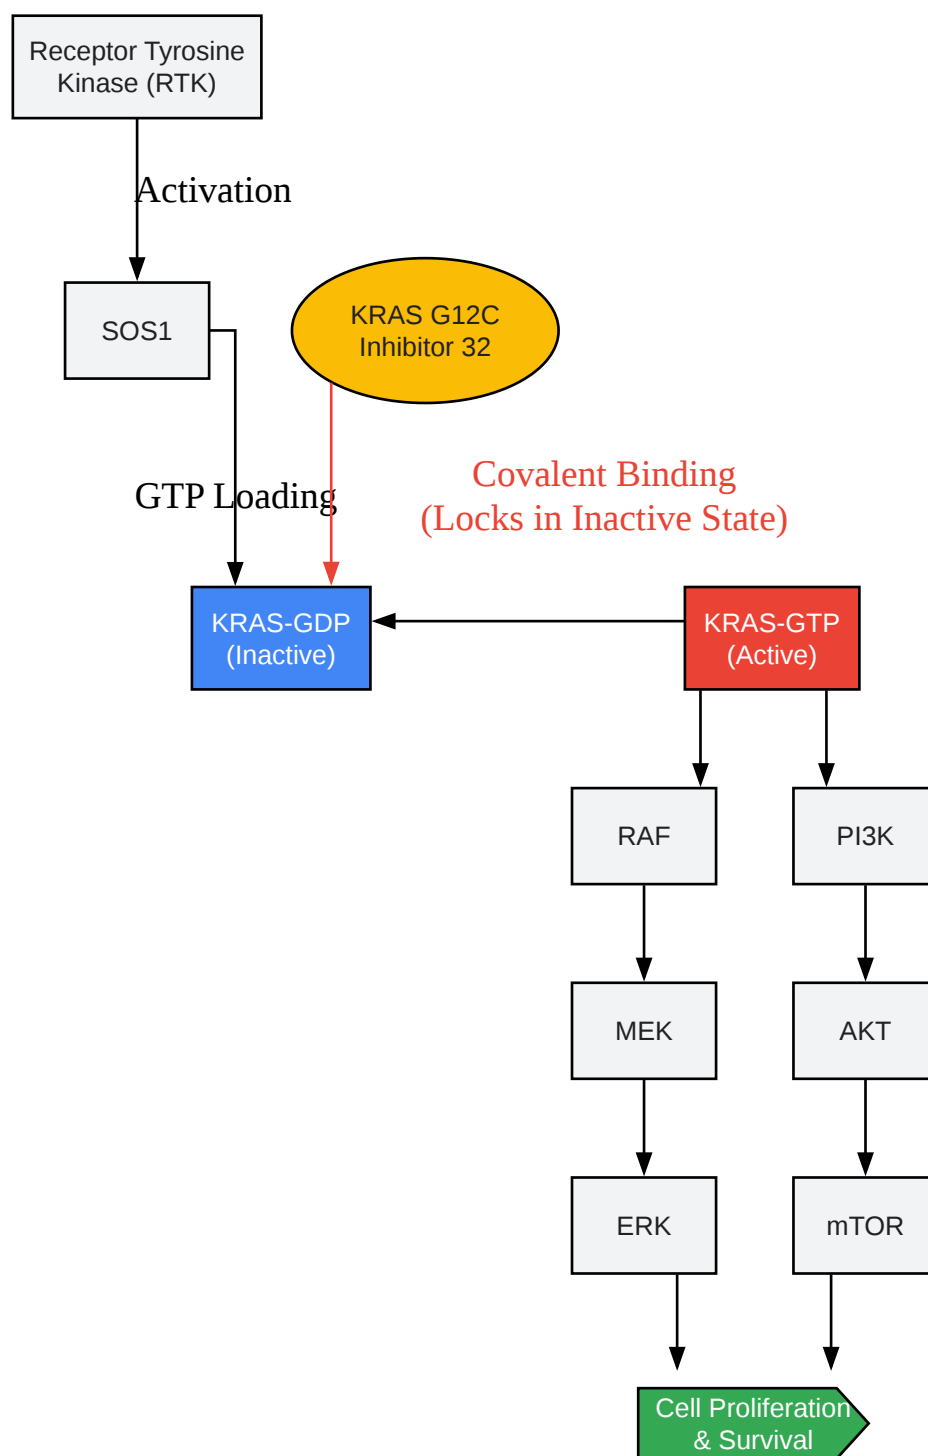 Receptor Tyrosine
Kinase (RTK)
Activation
SOS1
KRAS G12C
Inhibitor 32
GTP Loading
Covalent Binding
(Locks in Inactive State)
KRAS-GDP
(Inactive)
KRAS-GTP
(Active)
RAF
PI3K
MEK
AKT
ERK
mTOR
Cell Proliferation
& Survival